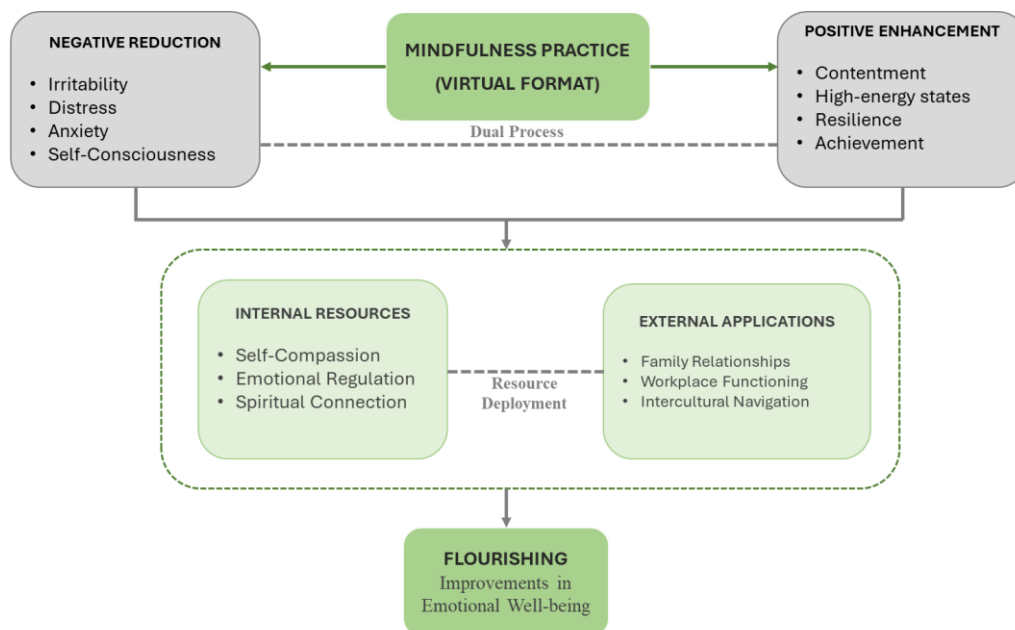 NEGATIVE REDUCTION
• Irritability
• Distress
• Anxiety
• Self-Consciousness
MINDFULNESS PRACTICE
(VIRTUAL FORMAT)
Dual Process
POSITIVE ENHANCEMENT
• Contentment
• High-energy states
• Resilience
• Achievement
INTERNAL RESOURCES
• Self-Compassion
• Emotional Regulation
• Spiritual Connection
Resource
Deployment
EXTERNAL APPLICATIONS
• Family Relationships
• Workplace Functioning
• Intercultural Navigation
FLOURISHING
Improvements in
Emotional Well-being